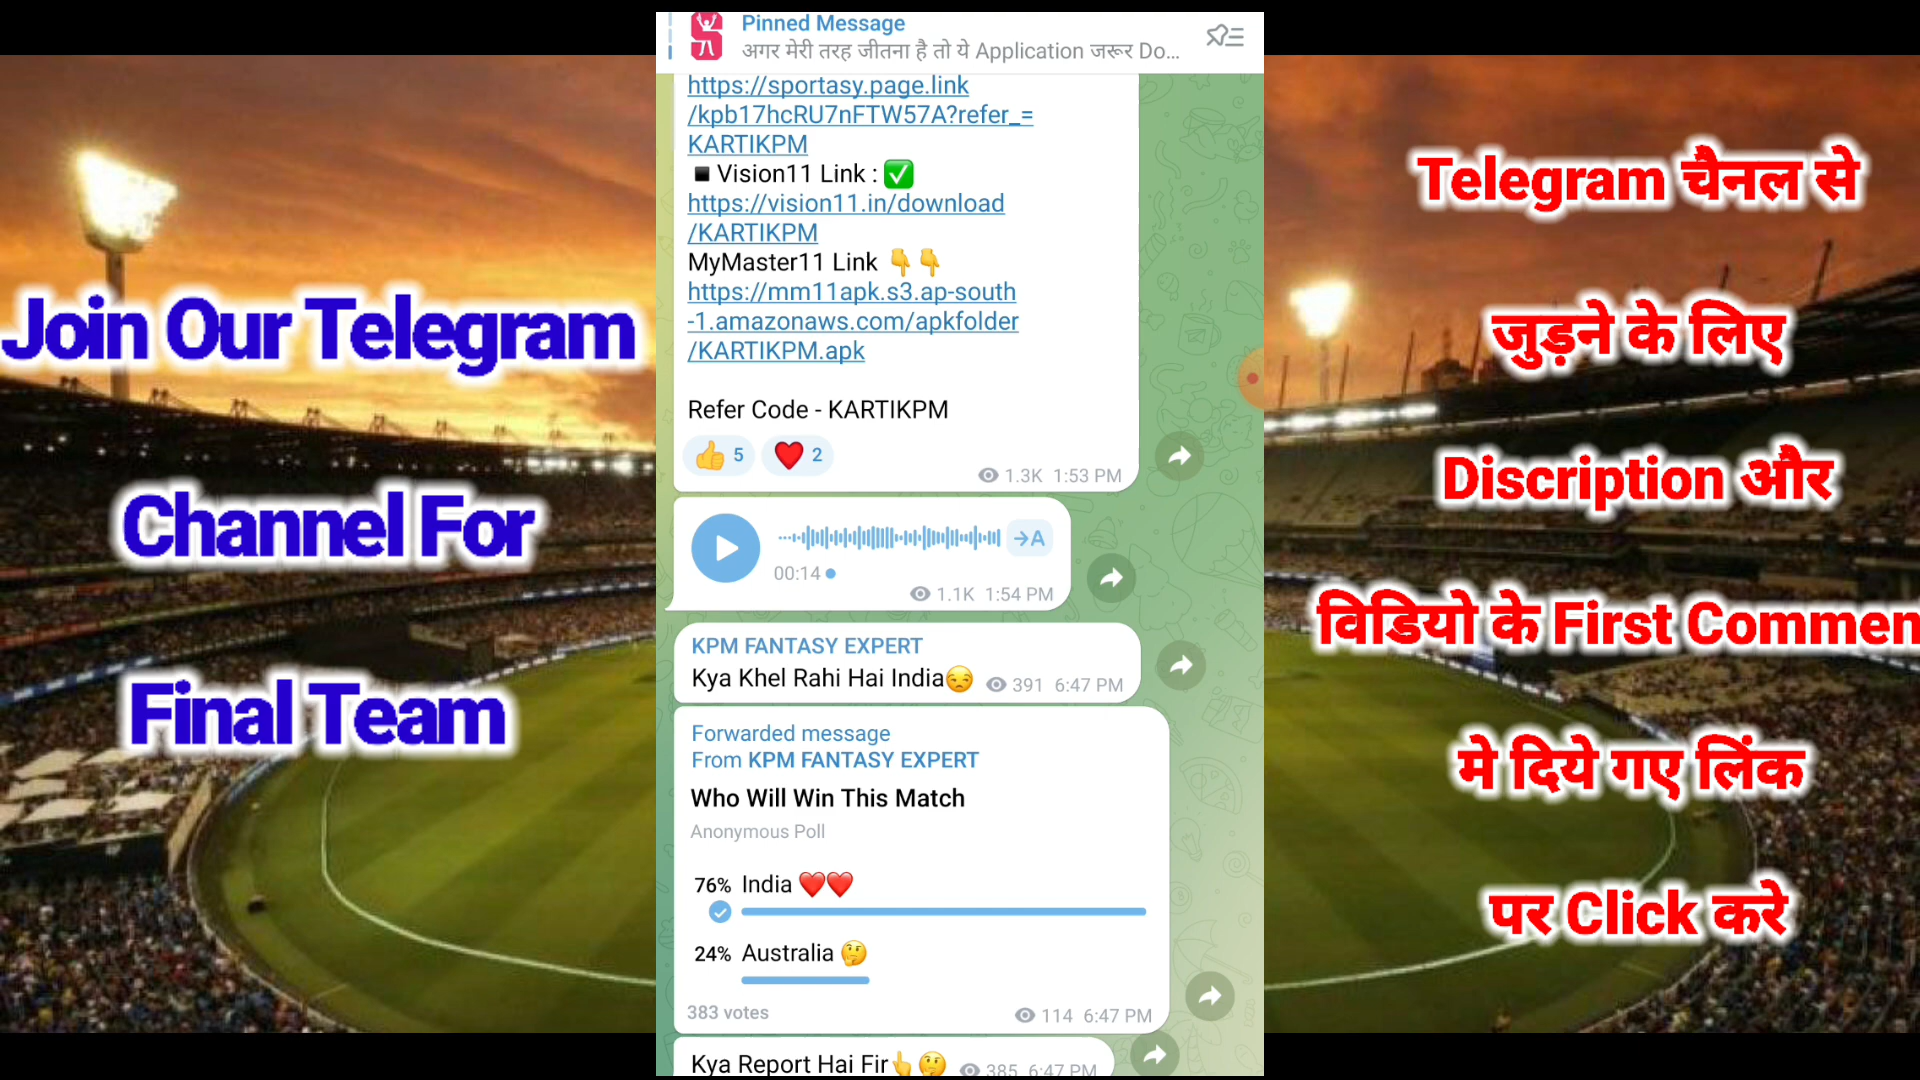 Join Our Telegram
Channel For
Final Team
Pinned Message
अगर मेरी तरह जीतना है तो ये Application जरूर Do...
https://sportasy.page.link
/kpb17hcRU7nFTW57A?refer_=
KARTIKPM
▪️Vision11 Link : ✅
https://vision11.in/download
/KARTIKPM
MyMaster11 Link 👇👇
https://mm11apk.s3.ap-south
-1.amazonaws.com/apkfolder
/KARTIKPM.apk
Refer Code - KARTIKPM
👍 5 ❤️ 2
1.3K 1:53 PM
→A
00:14
1.1K 1:54 PM
KPM FANTASY EXPERT
Kya Khel Rahi Hai India😒 391 6:47 PM
Forwarded message
From KPM FANTASY EXPERT
Who Will Win This Match
Anonymous Poll
76% India ❤️❤️
24% Australia 🤔
383 votes 114 6:47 PM
Kya Report Hai Fir👆🤔 385 6:47 PM
Telegram चैनल से
जुड़ने के लिए
Discription और
विडियो के First Commen
मे दिये गए लिंक
पर Click करे